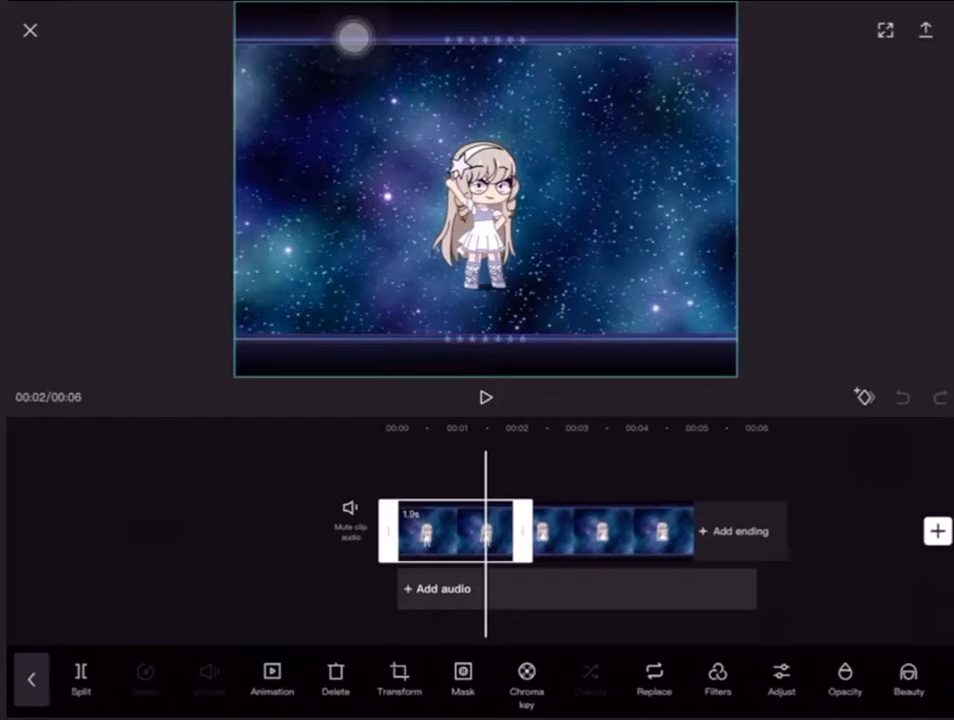 00:02/00:06
00:00 00:01 00:02 00:03 00:04 00:05 00:06
1.9s
Mute clip
audio
+ Add ending
+ Add audio
Split
Animation
Delete
Transform
Mask
Chroma
key
Overlay
Replace
Filters
Adjust
Opacity
Beauty